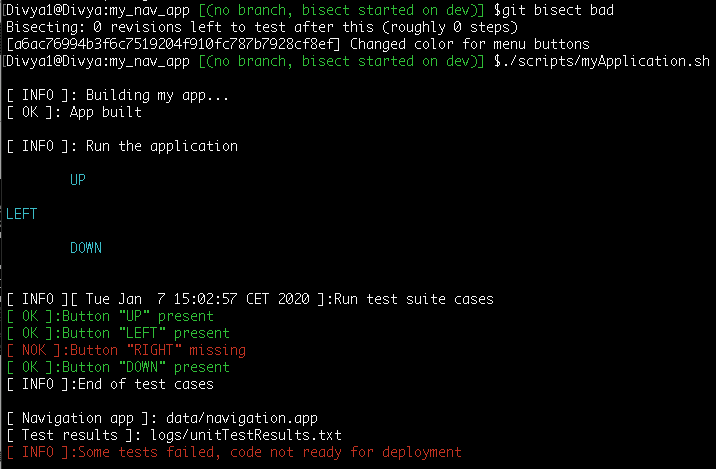 Divya1@Divya:my_nav_app [(no branch, bisect started on dev)] $git bisect bad
Bisecting: 0 revisions left to test after this (roughly 0 steps)
[a6ac76994b3f6c7519204f910fc787b7928cf8ef] Changed color for menu buttons
Divya1@Divya:my_nav_app [(no branch, bisect started on dev)] $./scripts/myApplication.sh
[ INFO ]: Building my app...
[ OK ]: App built
[ INFO ]: Run the application
UP
LEFT
DOWN
[ INFO ][ Tue Jan  7 15:02:57 CET 2020 ]:Run test suite cases
[ OK ]:Button "UP" present
[ OK ]:Button "LEFT" present
[ NOK ]:Button "RIGHT" missing
[ OK ]:Button "DOWN" present
[ INFO ]:End of test cases
[ Navigation app ]: data/navigation.app
[ Test results ]: logs/unitTestResults.txt
[ INFO ]:Some tests failed, code not ready for deployment